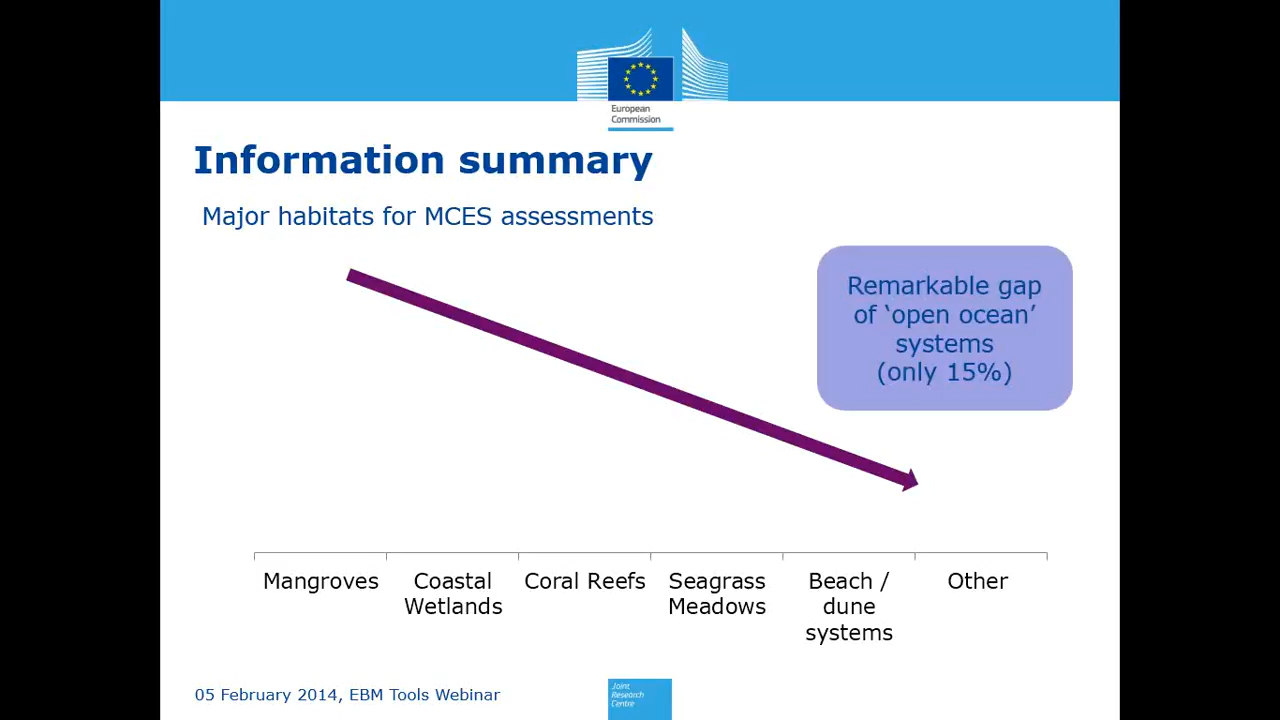 European
Commission
Information summary
Major habitats for MCES assessments
Remarkable gap
of ‘open ocean’
systems
(only 15%)
Mangroves
Coastal
Wetlands
Coral Reefs
Seagrass
Meadows
Beach /
dune
systems
Other
05 February 2014, EBM Tools Webinar
Joint
Research
Centre